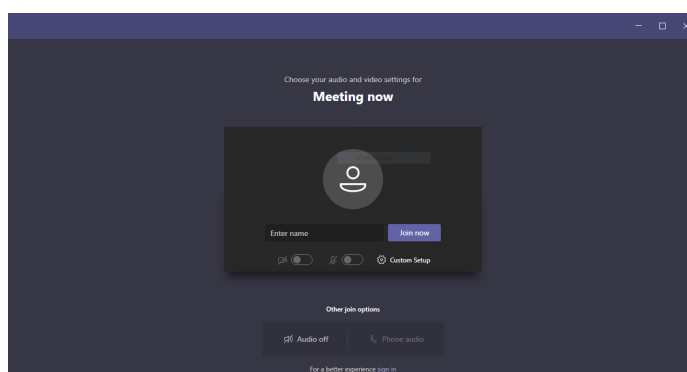 Choose your audio and video settings for
Meeting now
Enter name
Join now
Custom Setup
Other join options
Audio off
Phone audio
For a better experience sign in